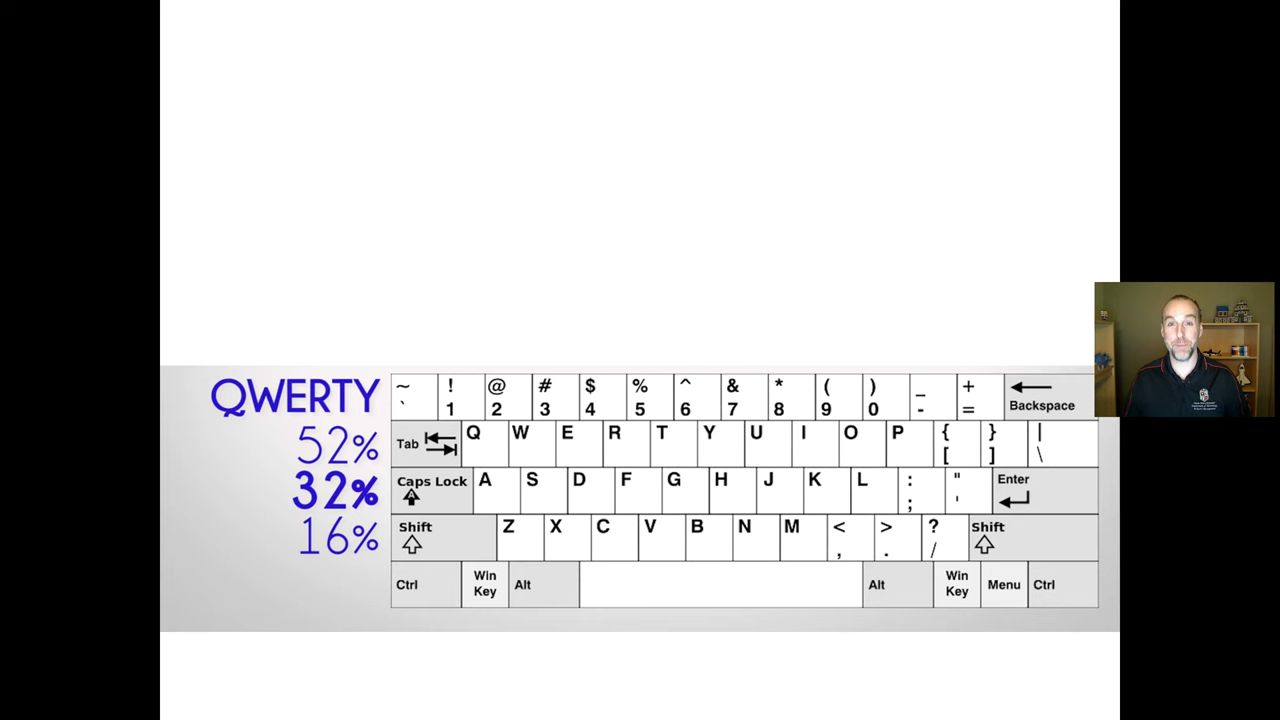 QWERTY
52%
32%
16%
~ ! @ # $ % ^ & * ( ) _ +
` 1 2 3 4 5 6 7 8 9 0 - = Backspace
Tab Q W E R T Y U I O P { } |
[ ] \
Caps Lock A S D F G H J K L : " Enter
; '
Shift Z X C V B N M < > ? Shift
, . /
Ctrl Win Key Alt Alt Win Key Menu Ctrl